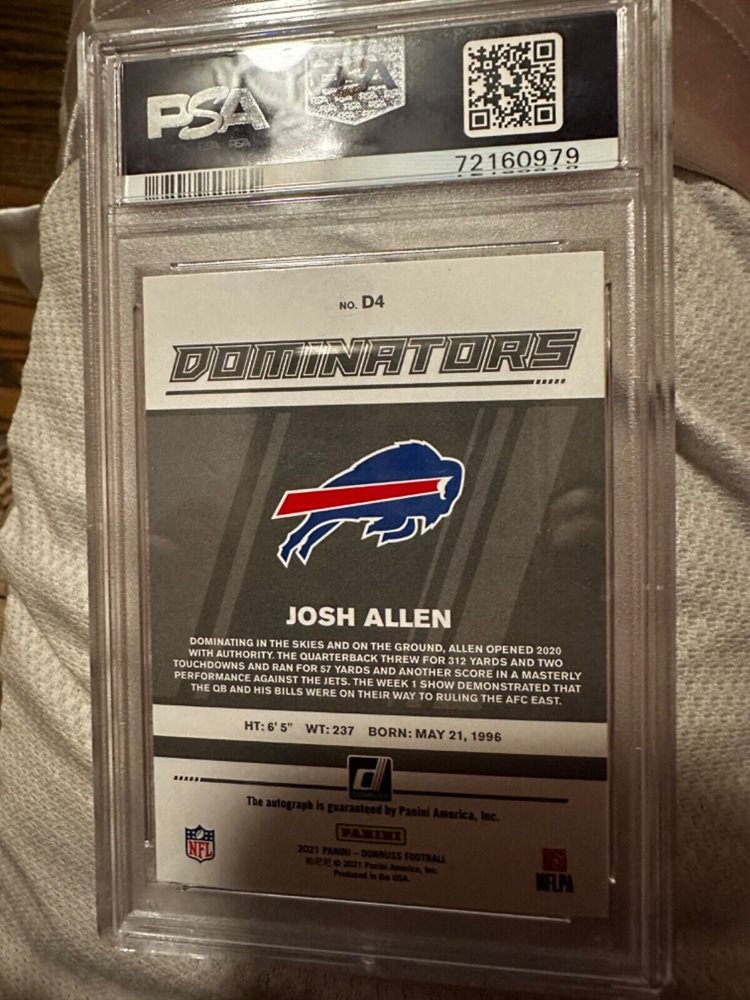 PSA
72160979
NO. D4
DOMINATORS
JOSH ALLEN
DOMINATING IN THE SKIES AND ON THE GROUND, ALLEN OPENED 2020
WITH AUTHORITY. THE QUARTERBACK THREW FOR 312 YARDS AND TWO
TOUCHDOWNS AND RAN FOR 57 YARDS AND ANOTHER SCORE IN A MASTERLY
PERFORMANCE AGAINST THE JETS. THE WEEK 1 SHOW DEMONSTRATED THAT
THE QB AND HIS BILLS WERE ON THEIR WAY TO RULING THE AFC EAST.
HT: 6' 5" WT: 237 BORN: MAY 21, 1996
DONRUSS
The autograph is guaranteed by Panini America, Inc.
PANINI
2021 PANINI – DONRUSS FOOTBALL
帕尼尼 © 2021 Panini America, Inc.
Produced in the USA.
NFL
NFLPA